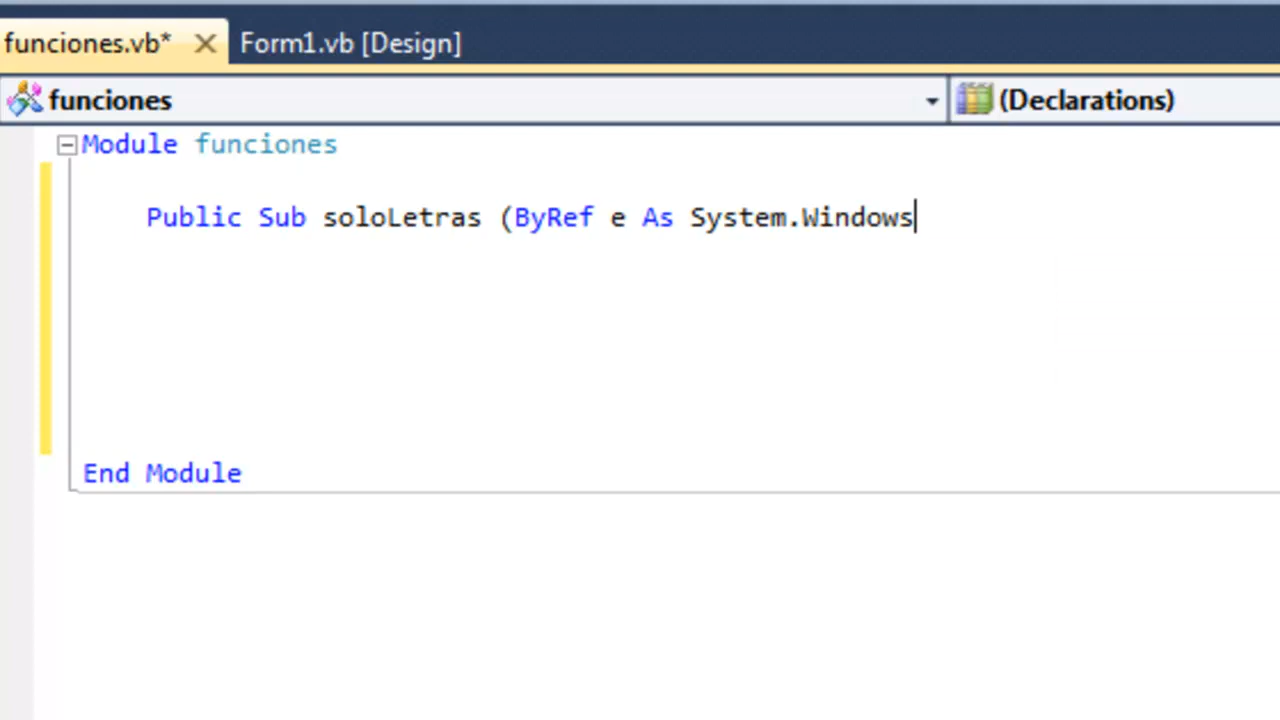 funciones.vb* Form1.vb [Design]
funciones (Declarations)
Module funciones
Public Sub soloLetras (ByRef e As System.Windows
End Module